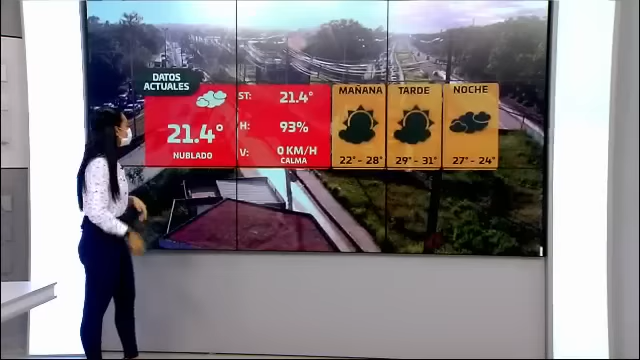 DATOS
ACTUALES
21.4°
NUBLADO
ST: 21.4°
H: 93%
V: 0 KM/H
CALMA
MAÑANA
22° - 28°
TARDE
29° - 31°
NOCHE
27° - 24°